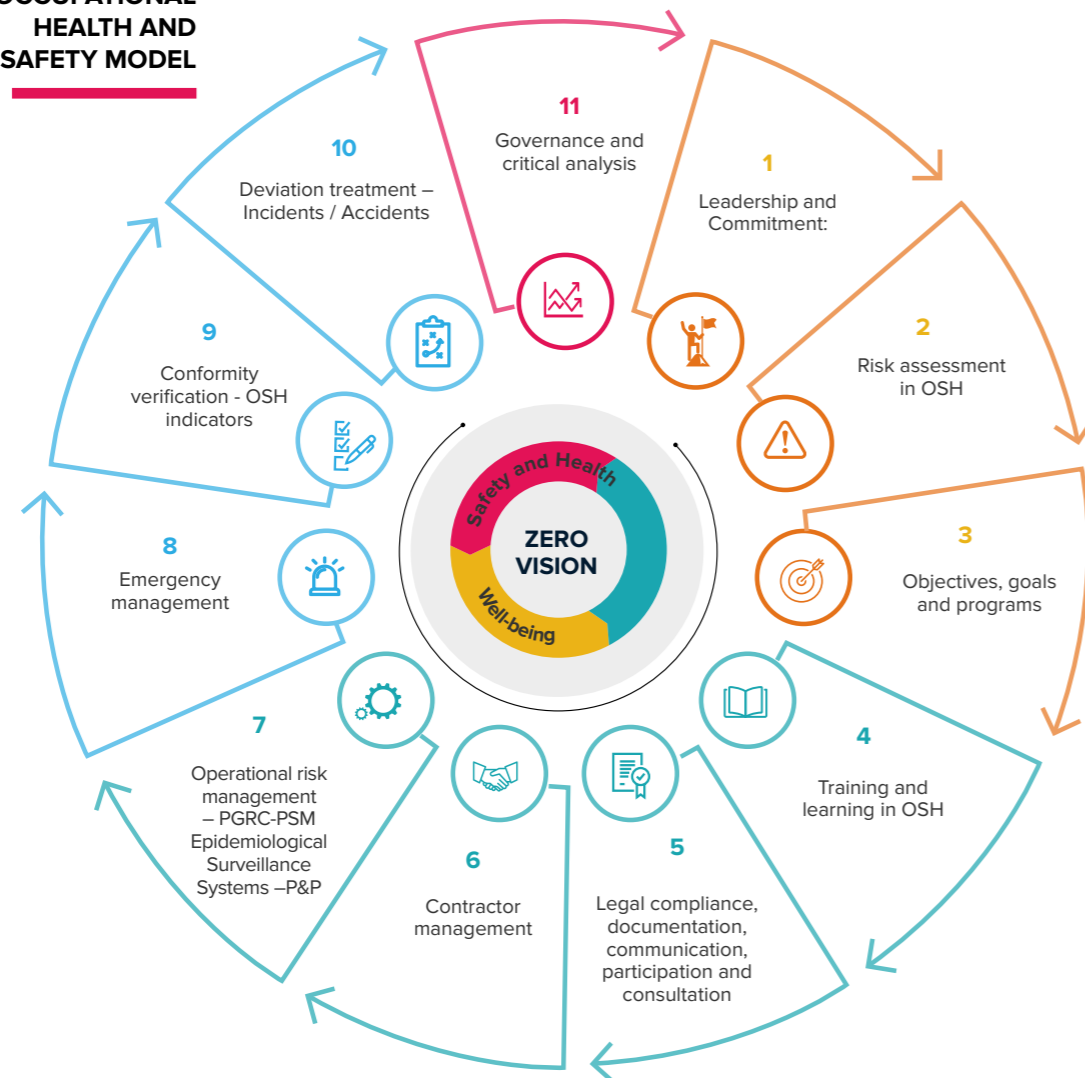 OCCUPATIONAL
HEALTH AND
SAFETY MODEL
11
Governance and
critical analysis
1
Leadership and
Commitment:
2
Risk assessment
in OSH
3
Objectives, goals
and programs
4
Training and
learning in OSH
5
Legal compliance,
documentation,
communication,
participation and
consultation
6
Contractor
management
7
Operational risk
management
– PGRC-PSM
Epidemiological
Surveillance
Systems –P&P
8
Emergency
management
9
Conformity
verification - OSH
indicators
10
Deviation treatment –
Incidents / Accidents
Safety and Health
Well-being
ZERO
VISION